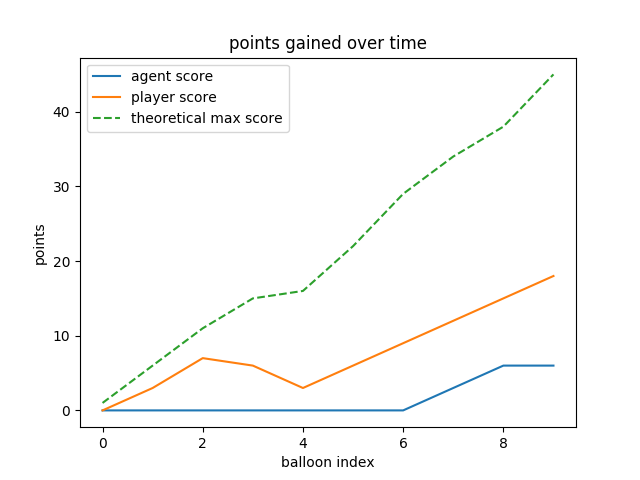 points gained over time
agent score
player score
theoretical max score
points
40
30
20
10
0
0 2 4 6 8
balloon index